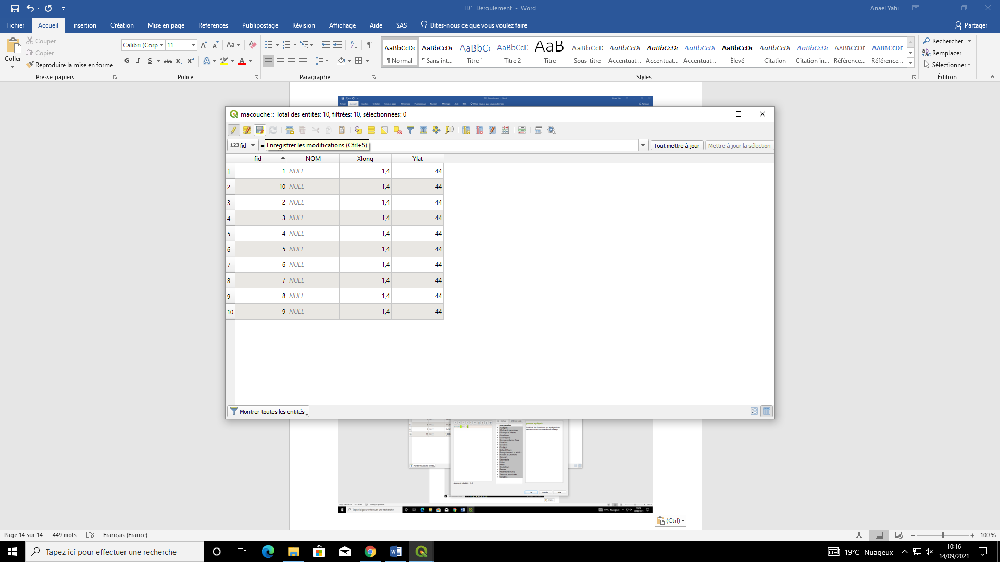 TD1_Deroulement - Word
Anael Yahi
Fichier Accueil Insertion Création Mise en page Références Publipostage Révision Affichage Aide SAS Dites-nous ce que vous voulez faire Partager
Coller
Couper
Copier
Reproduire la mise en forme
Presse-papiers
Calibri (Corp 11
Aa
G I S abc x₂ x²
Police
Paragraphe
AaBbCcDc AaBbCcDc AaBbCc AaBbCcD AaB AaBbCcD AaBbCcDc AaBbCcDc AaBbCcDc AaBbCcDc AaBbCcDc AaBbCcDc AABBCCDE AABBCCDE
¶ Normal ¶ Sans int... Titre 1 Titre 2 Titre Sous-titre Accentuat... Accentuat... Accentuat... Élevé Citation Citation in... Référence... Référence...
Styles
Rechercher
Remplacer
Sélectionner
Édition
macouche :: Total des entités: 10, filtrées: 10, sélectionnées: 0
123 fid = Enregistrer les modifications (Ctrl+S) Tout mettre à jour Mettre à jour la sélection
fid NOM Xlong Ylat
1 1 NULL 1,4 44
2 10 NULL 1,4 44
3 2 NULL 1,4 44
4 3 NULL 1,4 44
5 4 NULL 1,4 44
6 5 NULL 1,4 44
7 6 NULL 1,4 44
8 7 NULL 1,4 44
9 8 NULL 1,4 44
10 9 NULL 1,4 44
Montrer toutes les entités
(Ctrl)
Page 14 sur 14 449 mots Français (France) 100 %
Tapez ici pour effectuer une recherche
19°C Nuageux
10:16
14/09/2021